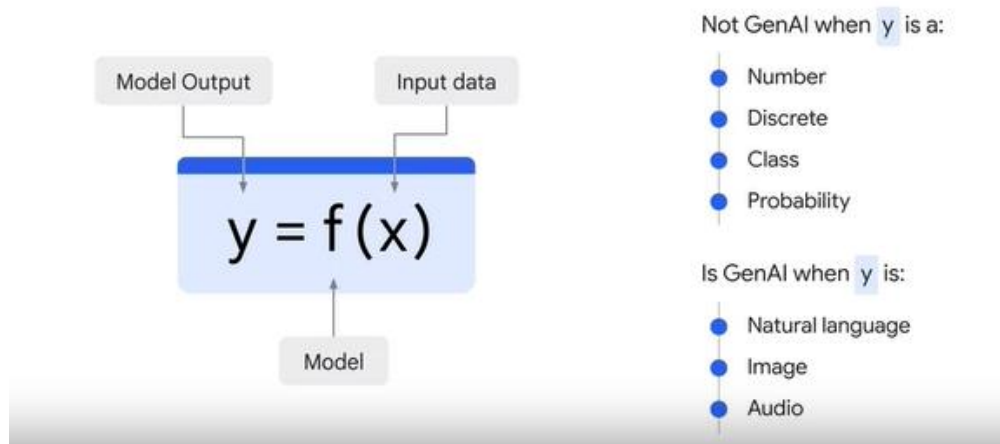 Model Output
Input data
y = f(x)
Model
Not GenAI when y is a:
Number
Discrete
Class
Probability
Is GenAI when y is:
Natural language
Image
Audio